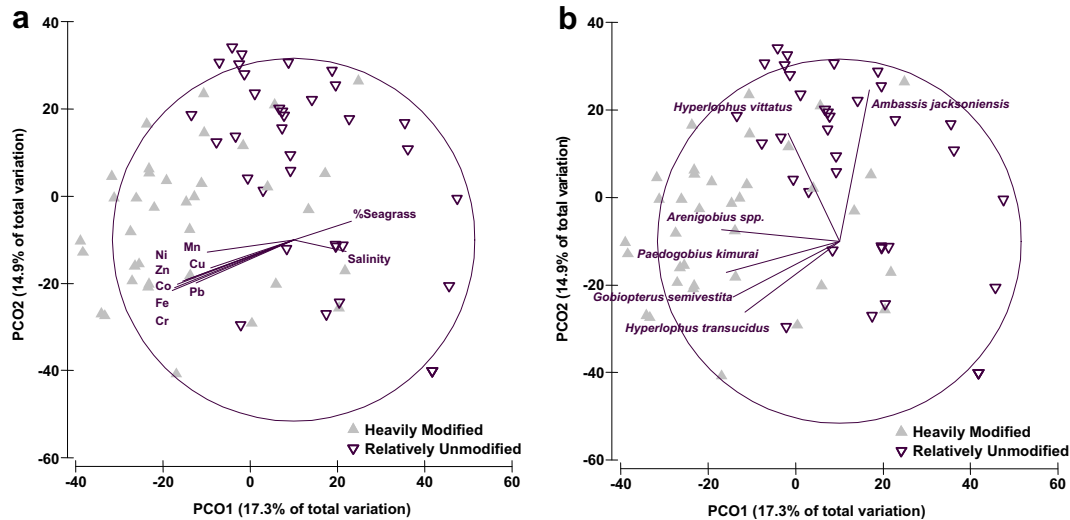 a
40
20
0
-20
-40
-60
PCO2 (14.9% of total variation)
%Seagrass
Mn
Ni
Cu
Salinity
Zn
Co
Pb
Fe
Cr
Heavily Modified
Relatively Unmodified
-40
-20
0
20
40
60
PCO1 (17.3% of total variation)
b
40
20
0
-20
-40
-60
PCO2 (14.9% of total variation)
Hyperlophus vittatus
Ambassis jacksoniensis
Arenigobius spp.
Paedogobius kimurai
Gobiopterus semivestita
Hyperlophus transucidus
Heavily Modified
Relatively Unmodified
-40
-20
0
20
40
60
PCO1 (17.3% of total variation)